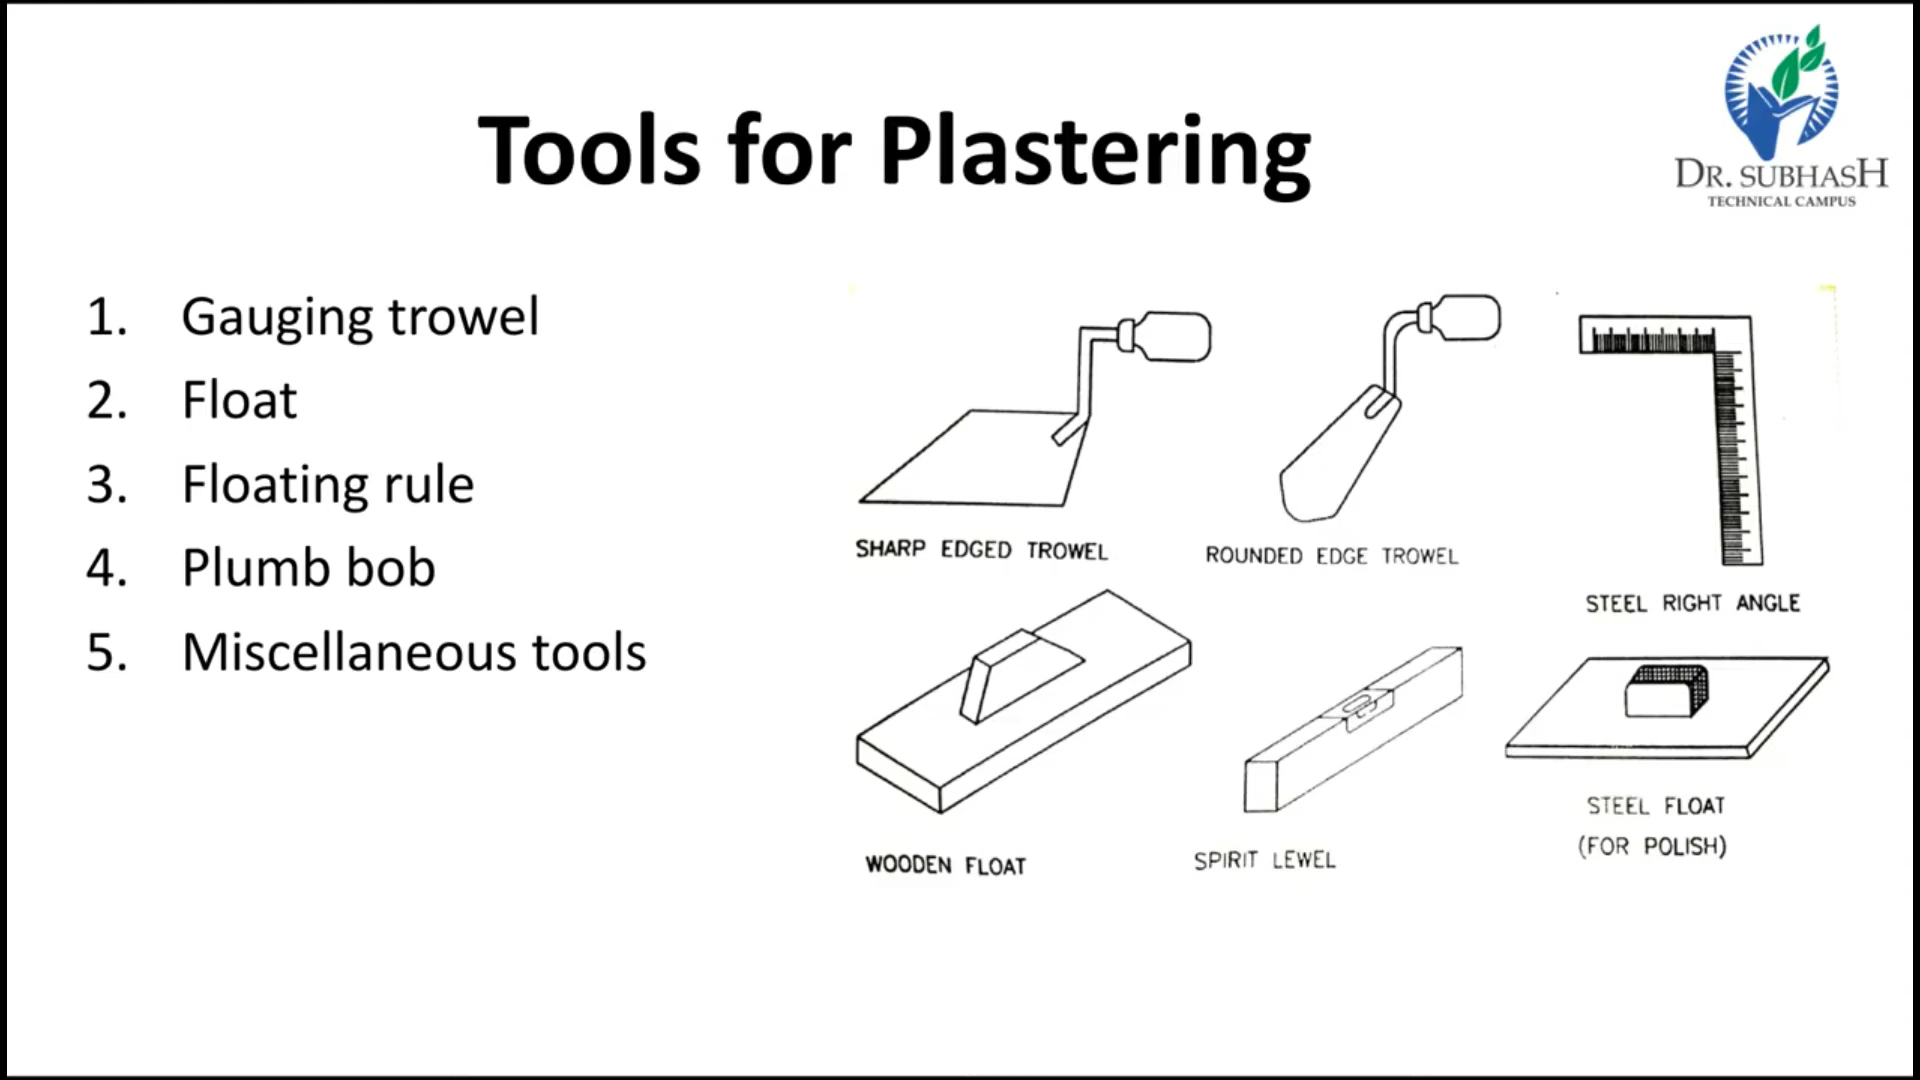 Tools for Plastering
DR. SUBHASH
TECHNICAL CAMPUS
1. Gauging trowel
2. Float
3. Floating rule
4. Plumb bob
5. Miscellaneous tools
SHARP EDGED TROWEL
ROUNDED EDGE TROWEL
STEEL RIGHT ANGLE
WOODEN FLOAT
SPIRIT LEWEL
STEEL FLOAT
(FOR POLISH)